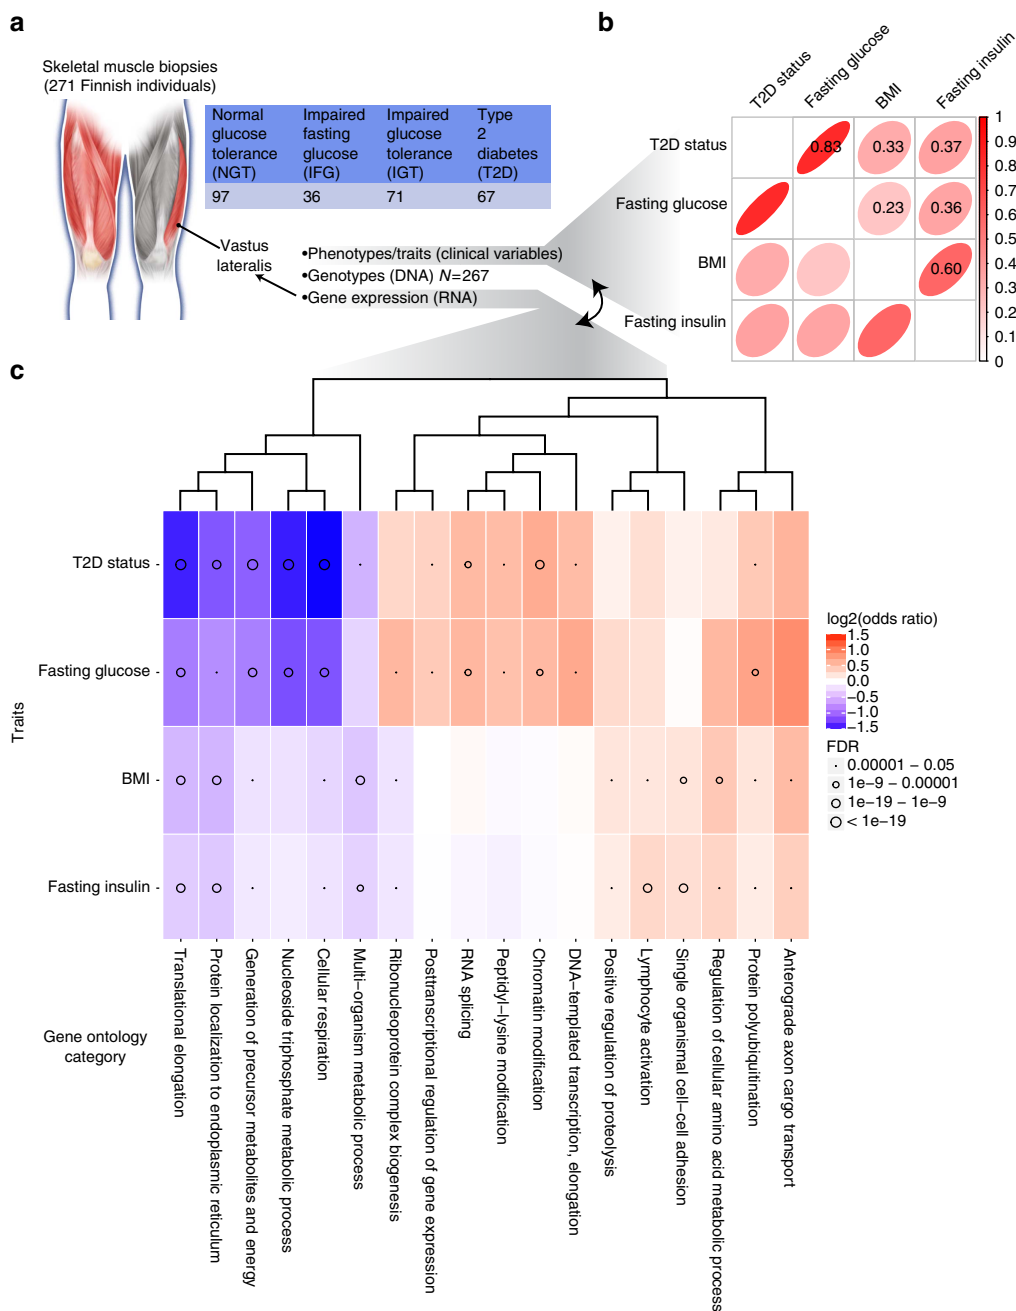 a
Skeletal muscle biopsies
(271 Finnish individuals)
Normal
glucose
tolerance
(NGT)
Impaired
fasting
glucose
(IFG)
Impaired
glucose
tolerance
(IGT)
Type
2
diabetes
(T2D)
97
36
71
67
Vastus
lateralis
•Phenotypes/traits (clinical variables)
•Genotypes (DNA) N=267
•Gene expression (RNA)
b
T2D status
Fasting glucose
BMI
Fasting insulin
T2D status
Fasting glucose
BMI
Fasting insulin
0.83
0.33
0.37
0.23
0.36
0.60
1
0.9
0.8
0.7
0.6
0.5
0.4
0.3
0.2
0.1
0
c
Traits
T2D status
Fasting glucose
BMI
Fasting insulin
log2(odds ratio)
1.5
1.0
0.5
0.0
−0.5
−1.0
−1.5
FDR
0.00001 − 0.05
1e−9 − 0.00001
1e−19 − 1e−9
< 1e−19
Gene ontology
category
Translational elongation
Protein localization to endoplasmic reticulum
Generation of precursor metabolites and energy
Nucleoside triphosphate metabolic process
Cellular respiration
Multi−organism metabolic process
Ribonucleoprotein complex biogenesis
Posttranscriptional regulation of gene expression
RNA splicing
Peptidyl−lysine modification
Chromatin modification
DNA−templated transcription, elongation
Positive regulation of proteolysis
Lymphocyte activation
Single organismal cell−cell adhesion
Regulation of cellular amino acid metabolic process
Protein polyubiquitination
Anterograde axon cargo transport